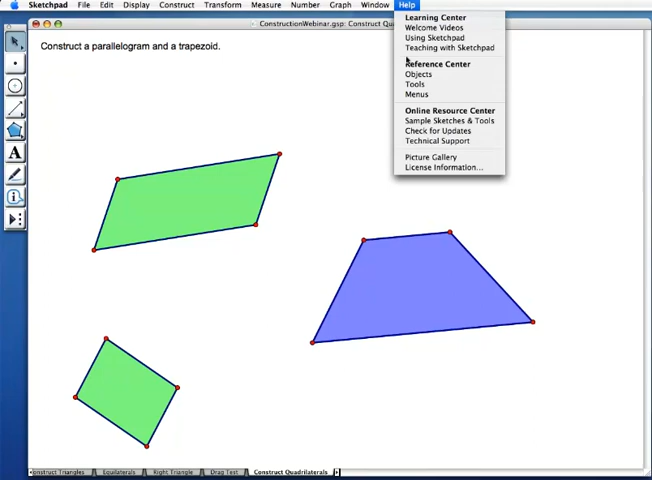 Sketchpad File Edit Display Construct Transform Measure Number Graph Window Help
ConstructionWebinar.gsp: Construct Qu
Construct a parallelogram and a trapezoid.
Learning Center
Welcome Videos
Using Sketchpad
Teaching with Sketchpad
Reference Center
Objects
Tools
Menus
Online Resource Center
Sample Sketches & Tools
Check for Updates
Technical Support
Picture Gallery
License Information...
A
onstruct Triangles Equilaterals Right Triangle Drag Test Construct Quadrilaterals